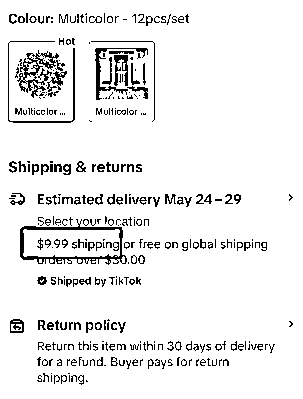 Colour: Multicolor - 12pcs/set
Hot
Multicolor ...
Multicolor ...
Shipping & returns
Estimated delivery May 24–29
Select your location
$9.99 shipping or free on global shipping
orders over $30.00
Shipped by TikTok
Return policy
Return this item within 30 days of delivery
for a refund. Buyer pays for return
shipping.